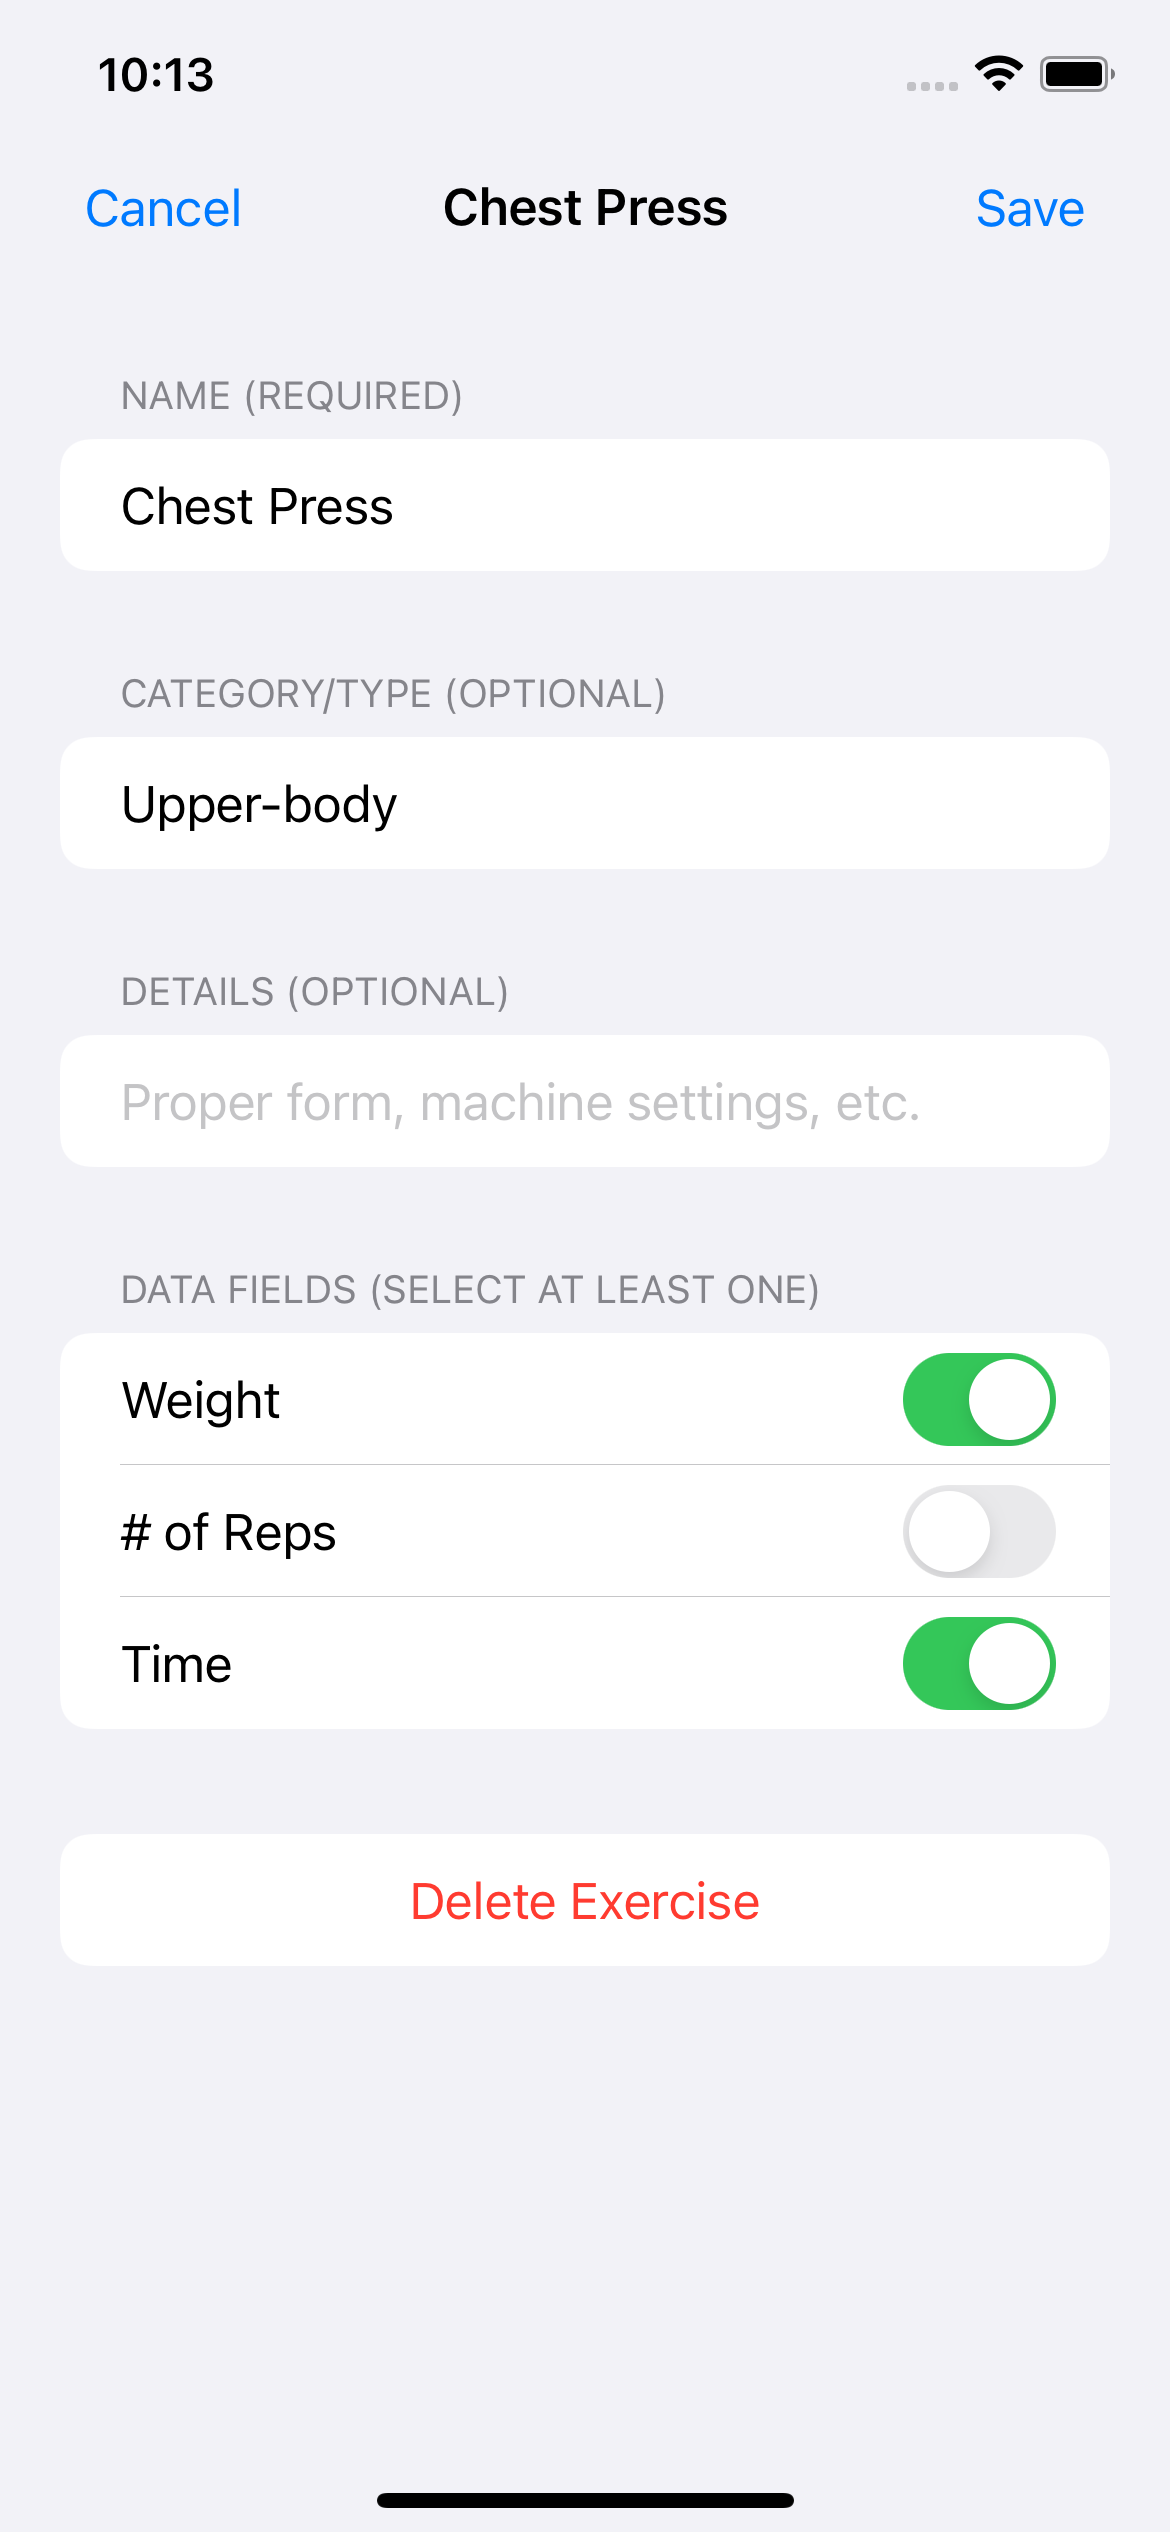 10:13
Cancel
Chest Press
Save
NAME (REQUIRED)
Chest Press
CATEGORY/TYPE (OPTIONAL)
Upper-body
DETAILS (OPTIONAL)
Proper form, machine settings, etc.
DATA FIELDS (SELECT AT LEAST ONE)
Weight
# of Reps
Time
Delete Exercise